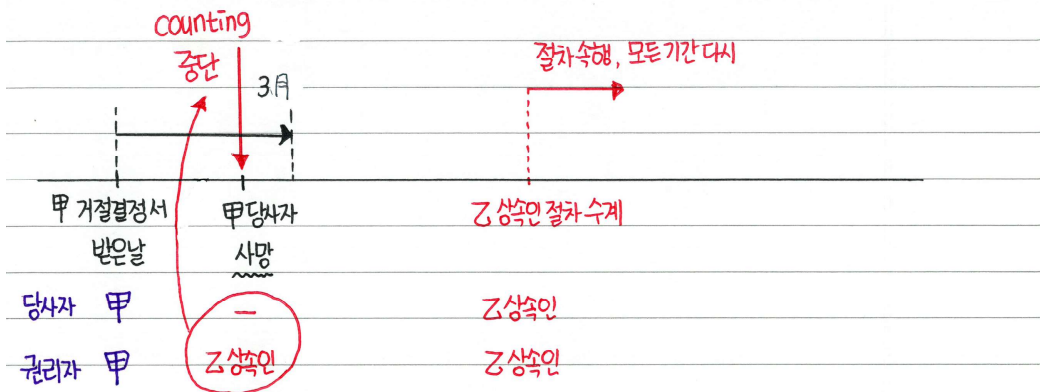 counting
중단
3月
절차속행, 모든기간 다시
甲 거절결정서
받은날
甲당사자
사망
乙상속인 절차수계
당사자 甲 — 乙상속인
권리자 甲 乙상속인 乙상속인